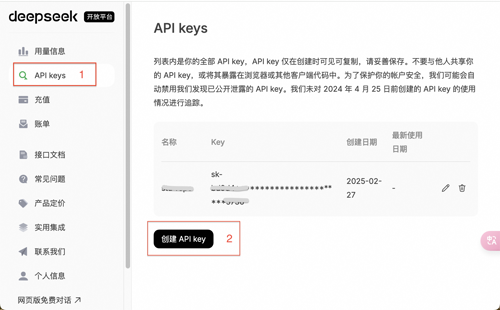 deepseek 开放平台
用量信息
API keys 1
充值
账单
接口文档
常见问题
产品定价
实用集成
联系我们
个人信息
网页版免费对话 ↗
API keys
列表内是你的全部 API key，API key 仅在创建时可见可复制，请妥善保存。不要与他人共享你
的 API key，或将其暴露在浏览器或其他客户端代码中。为了保护你的帐户安全，我们可能会自
动禁用我们发现已公开泄露的 API key。我们未对 2024 年 4 月 25 日前创建的 API key 的使用
情况进行追踪。
名称 Key 创建日期 最新使用
日期
sk-
2025-02-
27 -
创建 API key 2